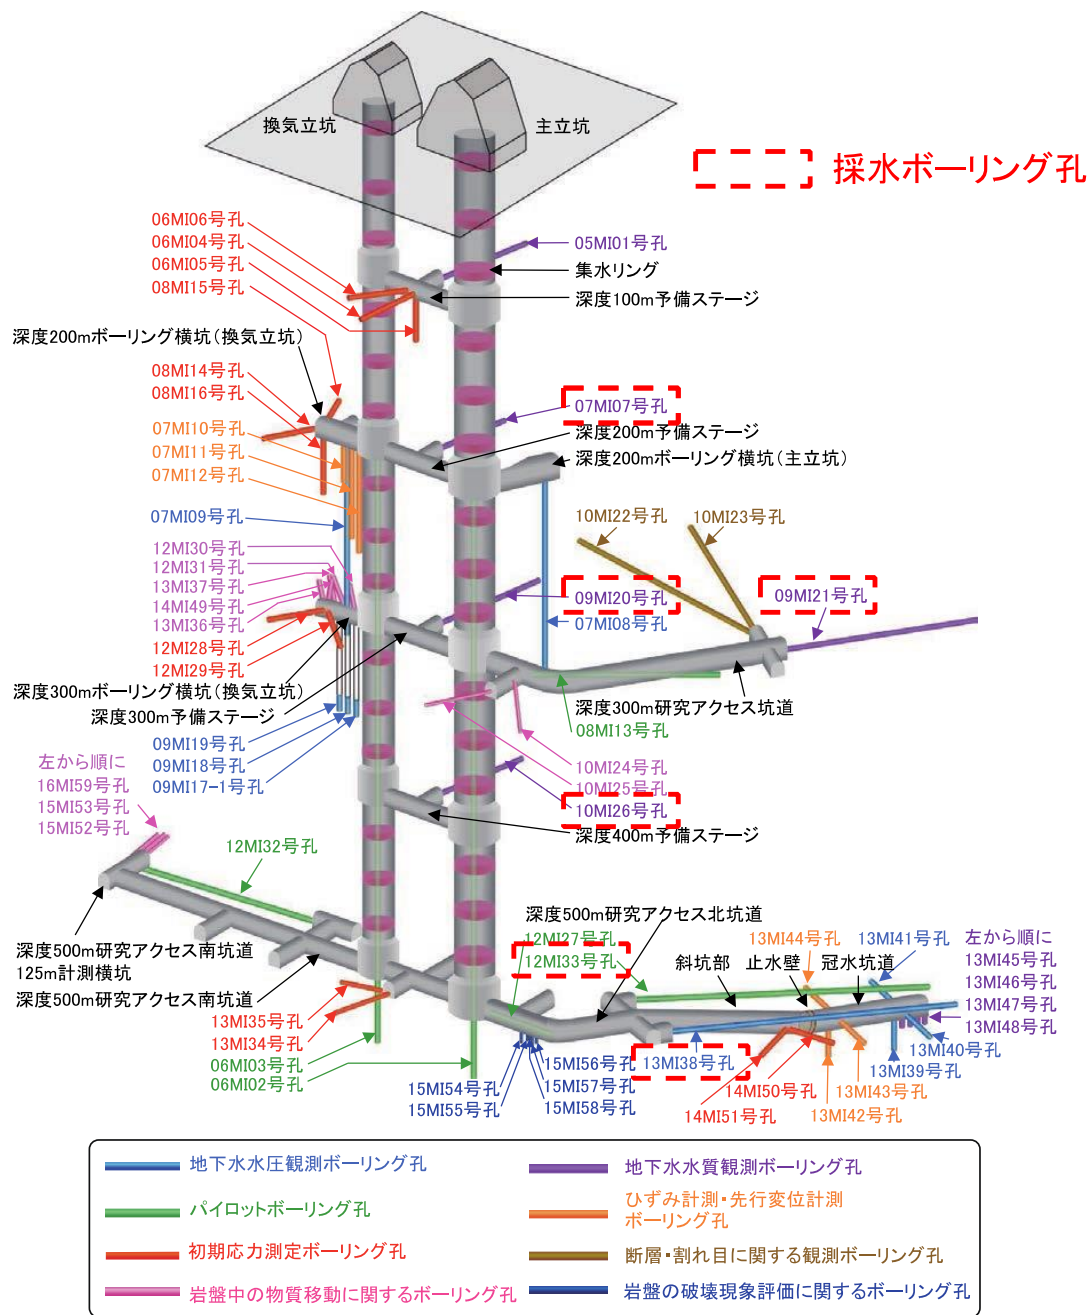 換気立坑
主立坑
採水ボーリング孔
06MI06号孔
06MI04号孔
06MI05号孔
08MI15号孔
05MI01号孔
集水リング
深度100m予備ステージ
深度200mボーリング横坑(換気立坑)
08MI14号孔
08MI16号孔
07MI10号孔
07MI11号孔
07MI12号孔
07MI09号孔
07MI07号孔
深度200m予備ステージ
深度200mボーリング横坑(主立坑)
10MI22号孔
10MI23号孔
12MI30号孔
12MI31号孔
13MI37号孔
14MI49号孔
13MI36号孔
12MI28号孔
12MI29号孔
09MI20号孔
07MI08号孔
09MI21号孔
深度300mボーリング横坑(換気立坑)
深度300m予備ステージ
深度300m研究アクセス坑道
08MI13号孔
09MI19号孔
09MI18号孔
09MI17-1号孔
10MI24号孔
10MI25号孔
10MI26号孔
深度400m予備ステージ
左から順に
16MI59号孔
15MI53号孔
15MI52号孔
12MI32号孔
深度500m研究アクセス南坑道
125m計測横坑
深度500m研究アクセス南坑道
深度500m研究アクセス北坑道
12MI27号孔
12MI33号孔
13MI44号孔
13MI41号孔
斜坑部
止水壁
冠水坑道
左から順に
13MI45号孔
13MI46号孔
13MI47号孔
13MI48号孔
13MI35号孔
13MI34号孔
06MI03号孔
06MI02号孔
15MI54号孔
15MI55号孔
15MI56号孔
15MI57号孔
15MI58号孔
13MI38号孔
13MI40号孔
13MI39号孔
13MI43号孔
13MI42号孔
14MI50号孔
14MI51号孔
地下水水圧観測ボーリング孔
地下水水質観測ボーリング孔
パイロットボーリング孔
ひずみ計測・先行変位計測
ボーリング孔
初期応力測定ボーリング孔
断層・割れ目に関する観測ボーリング孔
岩盤中の物質移動に関するボーリング孔
岩盤の破壊現象評価に関するボーリング孔